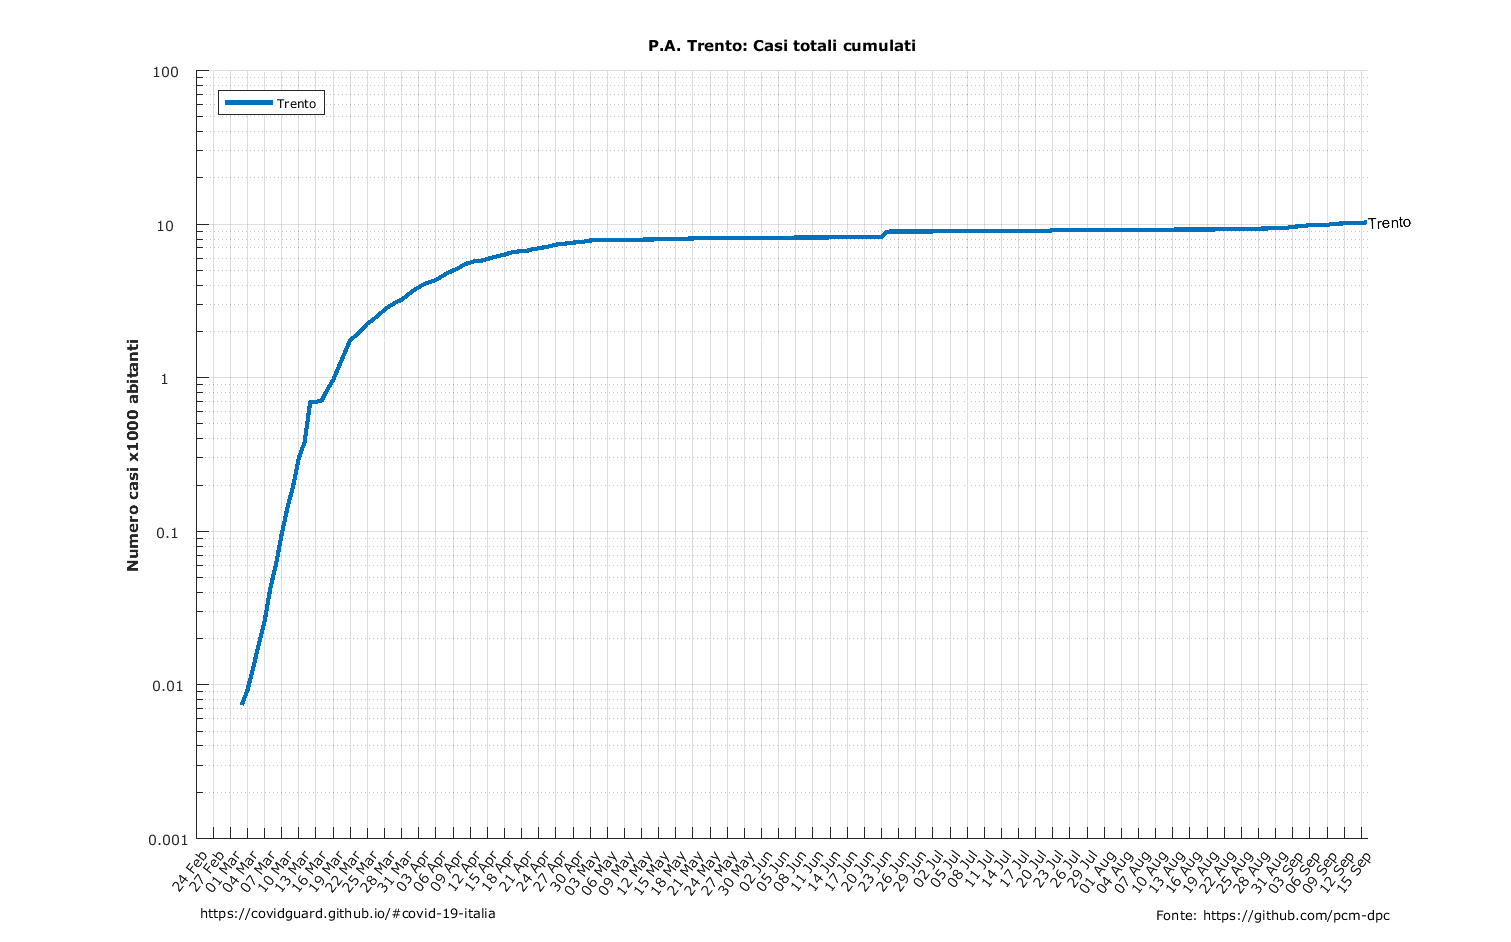 P.A. Trento: Casi totali cumulati
Trento
100
10
1
0.1
0.01
0.001
Numero casi x1000 abitanti
Trento
24 Feb
27 Feb
01 Mar
04 Mar
07 Mar
10 Mar
13 Mar
16 Mar
19 Mar
22 Mar
25 Mar
28 Mar
31 Mar
03 Apr
06 Apr
09 Apr
12 Apr
15 Apr
18 Apr
21 Apr
24 Apr
27 Apr
30 Apr
03 May
06 May
09 May
12 May
15 May
18 May
21 May
24 May
27 May
30 May
02 Jun
05 Jun
08 Jun
11 Jun
14 Jun
17 Jun
20 Jun
23 Jun
26 Jun
29 Jun
02 Jul
05 Jul
08 Jul
11 Jul
14 Jul
17 Jul
20 Jul
23 Jul
26 Jul
29 Jul
01 Aug
04 Aug
07 Aug
10 Aug
13 Aug
16 Aug
19 Aug
22 Aug
25 Aug
28 Aug
31 Aug
03 Sep
06 Sep
09 Sep
12 Sep
15 Sep
https://covidguard.github.io/#covid-19-italia
Fonte: https://github.com/pcm-dpc